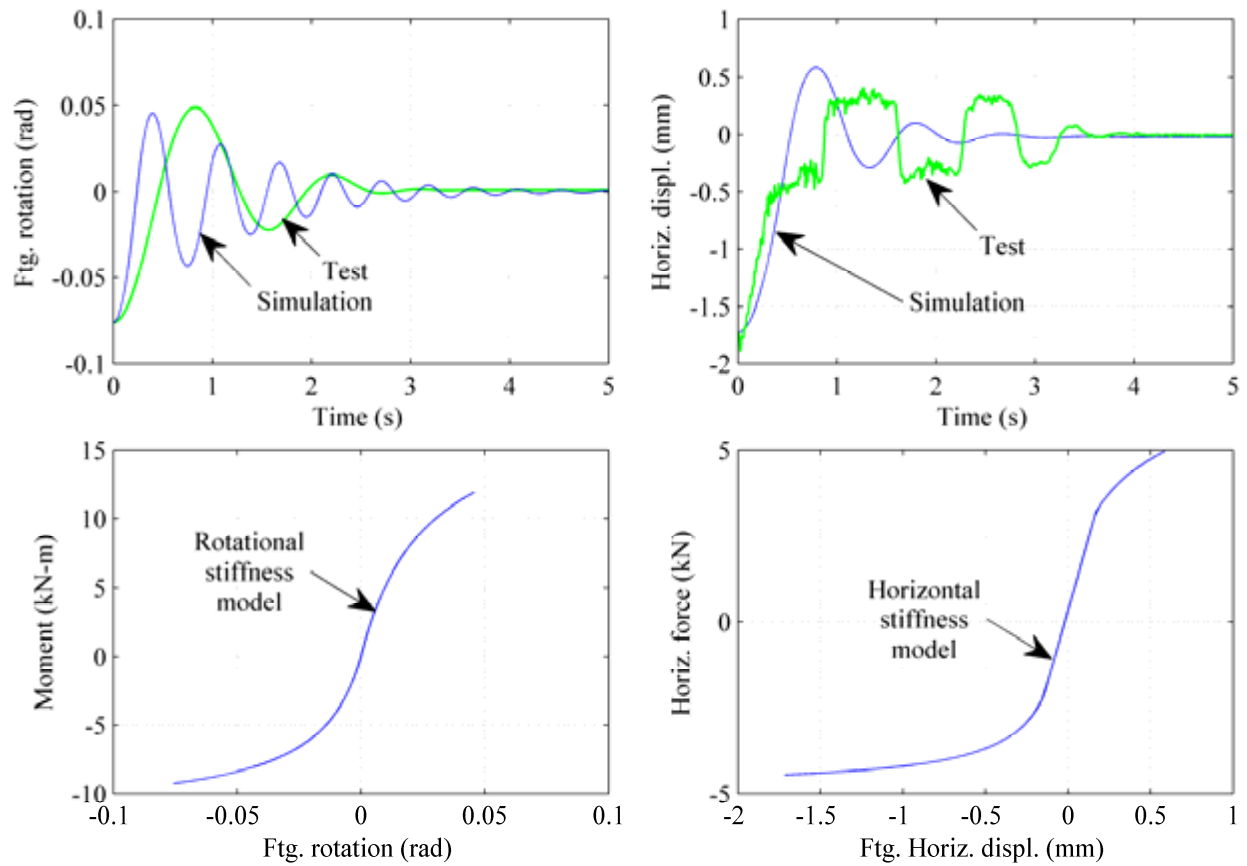 0.1
0.05
0
-0.05
-0.1
Ftg. rotation (rad)
Test
Simulation
0 1 2 3 4 5
Time (s)
1
0.5
0
-0.5
-1
-1.5
-2
Horiz. displ. (mm)
Test
Simulation
0 1 2 3 4 5
Time (s)
15
10
5
0
-5
-10
Moment (kN-m)
Rotational
stiffness
model
-0.1 -0.05 0 0.05 0.1
Ftg. rotation (rad)
5
0
-5
Horiz. force (kN)
Horizontal
stiffness
model
-2 -1.5 -1 -0.5 0 0.5 1
Ftg. Horiz. displ. (mm)